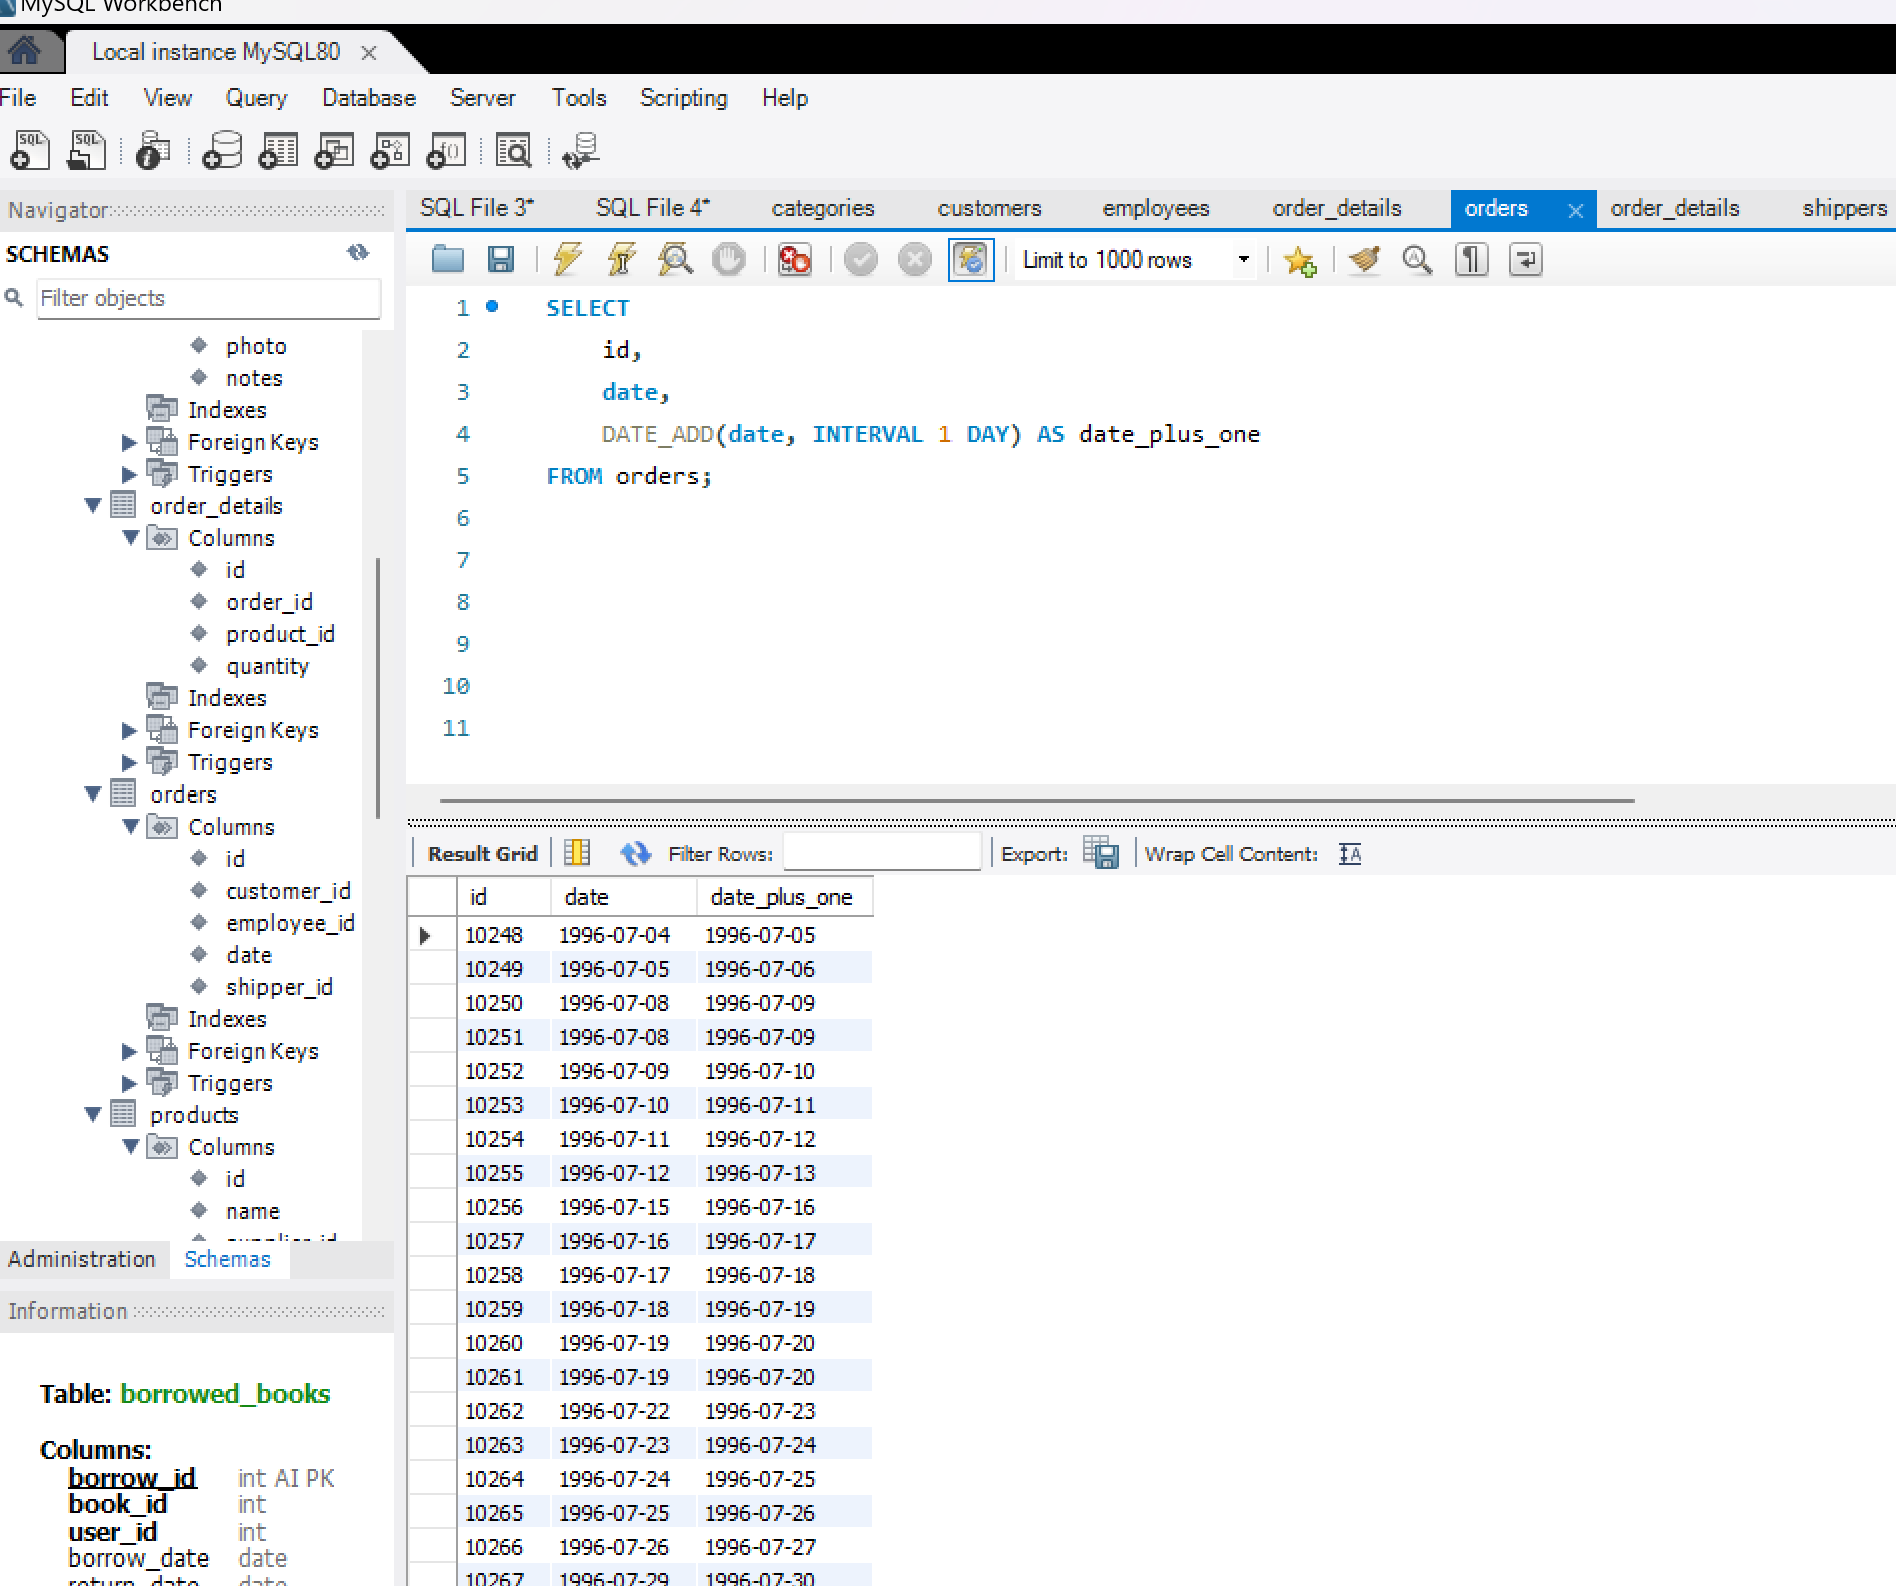 MySQL Workbench
Local instance MySQL80
File Edit View Query Database Server Tools Scripting Help
Navigator
SCHEMAS
Filter objects
photo
notes
Indexes
Foreign Keys
Triggers
order_details
Columns
id
order_id
product_id
quantity
Indexes
Foreign Keys
Triggers
orders
Columns
id
customer_id
employee_id
date
shipper_id
Indexes
Foreign Keys
Triggers
products
Columns
id
name
supplier_id
Administration Schemas
Information
Table: borrowed_books
Columns:
borrow_id int AI PK
book_id int
user_id int
borrow_date date
return_date date
SQL File 3* SQL File 4* categories customers employees order_details orders order_details shippers
Limit to 1000 rows
1 SELECT
2 id,
3 date,
4 DATE_ADD(date, INTERVAL 1 DAY) AS date_plus_one
5 FROM orders;
6
7
8
9
10
11
Result Grid Filter Rows: Export: Wrap Cell Content:
id date date_plus_one
10248 1996-07-04 1996-07-05
10249 1996-07-05 1996-07-06
10250 1996-07-08 1996-07-09
10251 1996-07-08 1996-07-09
10252 1996-07-09 1996-07-10
10253 1996-07-10 1996-07-11
10254 1996-07-11 1996-07-12
10255 1996-07-12 1996-07-13
10256 1996-07-15 1996-07-16
10257 1996-07-16 1996-07-17
10258 1996-07-17 1996-07-18
10259 1996-07-18 1996-07-19
10260 1996-07-19 1996-07-20
10261 1996-07-19 1996-07-20
10262 1996-07-22 1996-07-23
10263 1996-07-23 1996-07-24
10264 1996-07-24 1996-07-25
10265 1996-07-25 1996-07-26
10266 1996-07-26 1996-07-27
10267 1996-07-29 1996-07-30